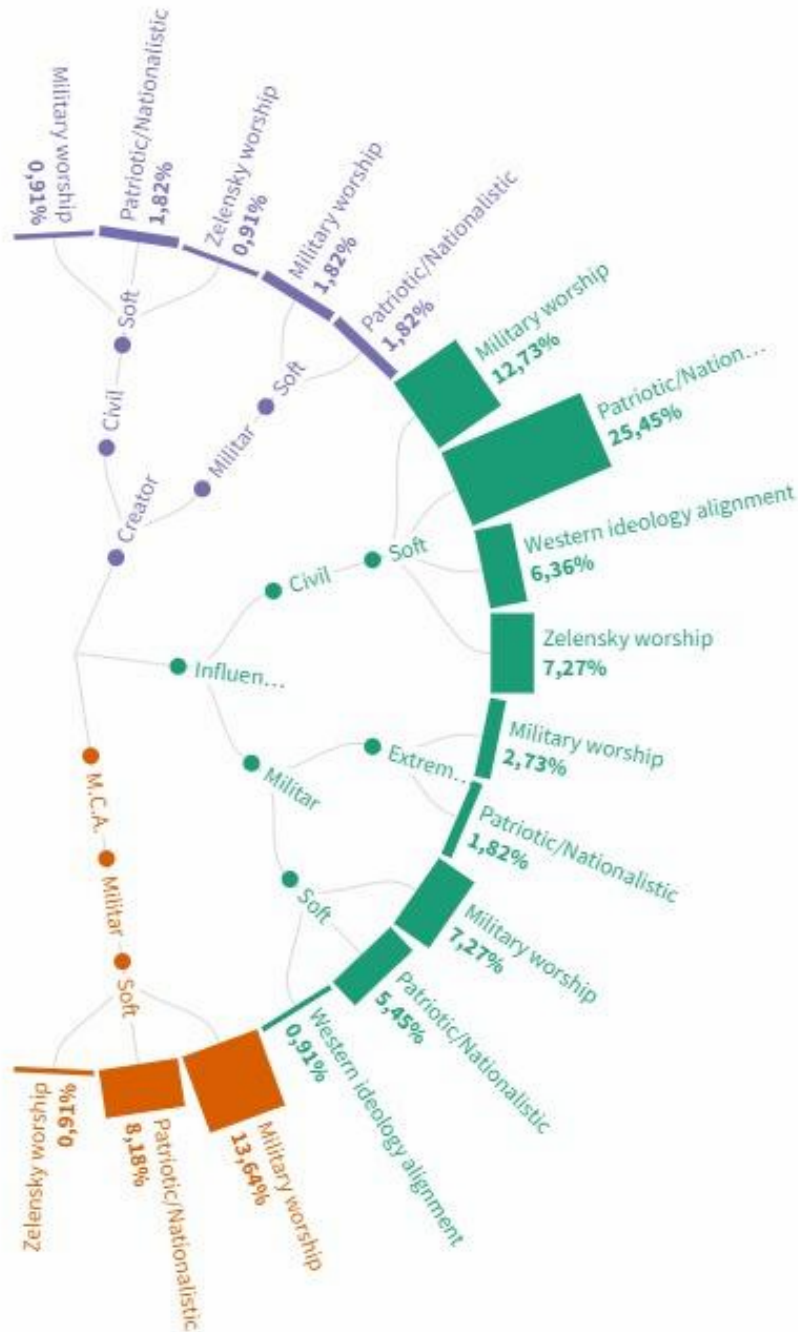 Military worship
0,91%
Patriotic/Nationalistic
1,82%
Zelensky worship
0,91%
Military worship
1,82%
Patriotic/Nationalistic
1,82%
Soft
Civil
Soft
Militar
Creator
Military worship
12,73%
Patriotic/Nation...
25,45%
Western ideology alignment
6,36%
Zelensky worship
7,27%
Soft
Civil
Influen...
Militar
Extrem...
Military worship
2,73%
Patriotic/Nationalistic
1,82%
Soft
Military worship
7,27%
Patriotic/Nationalistic
5,45%
Western ideology alignment
0,91%
M.C.A.
Militar
Soft
Military worship
13,64%
Patriotic/Nationalistic
8,18%
Zelensky worship
0,91%